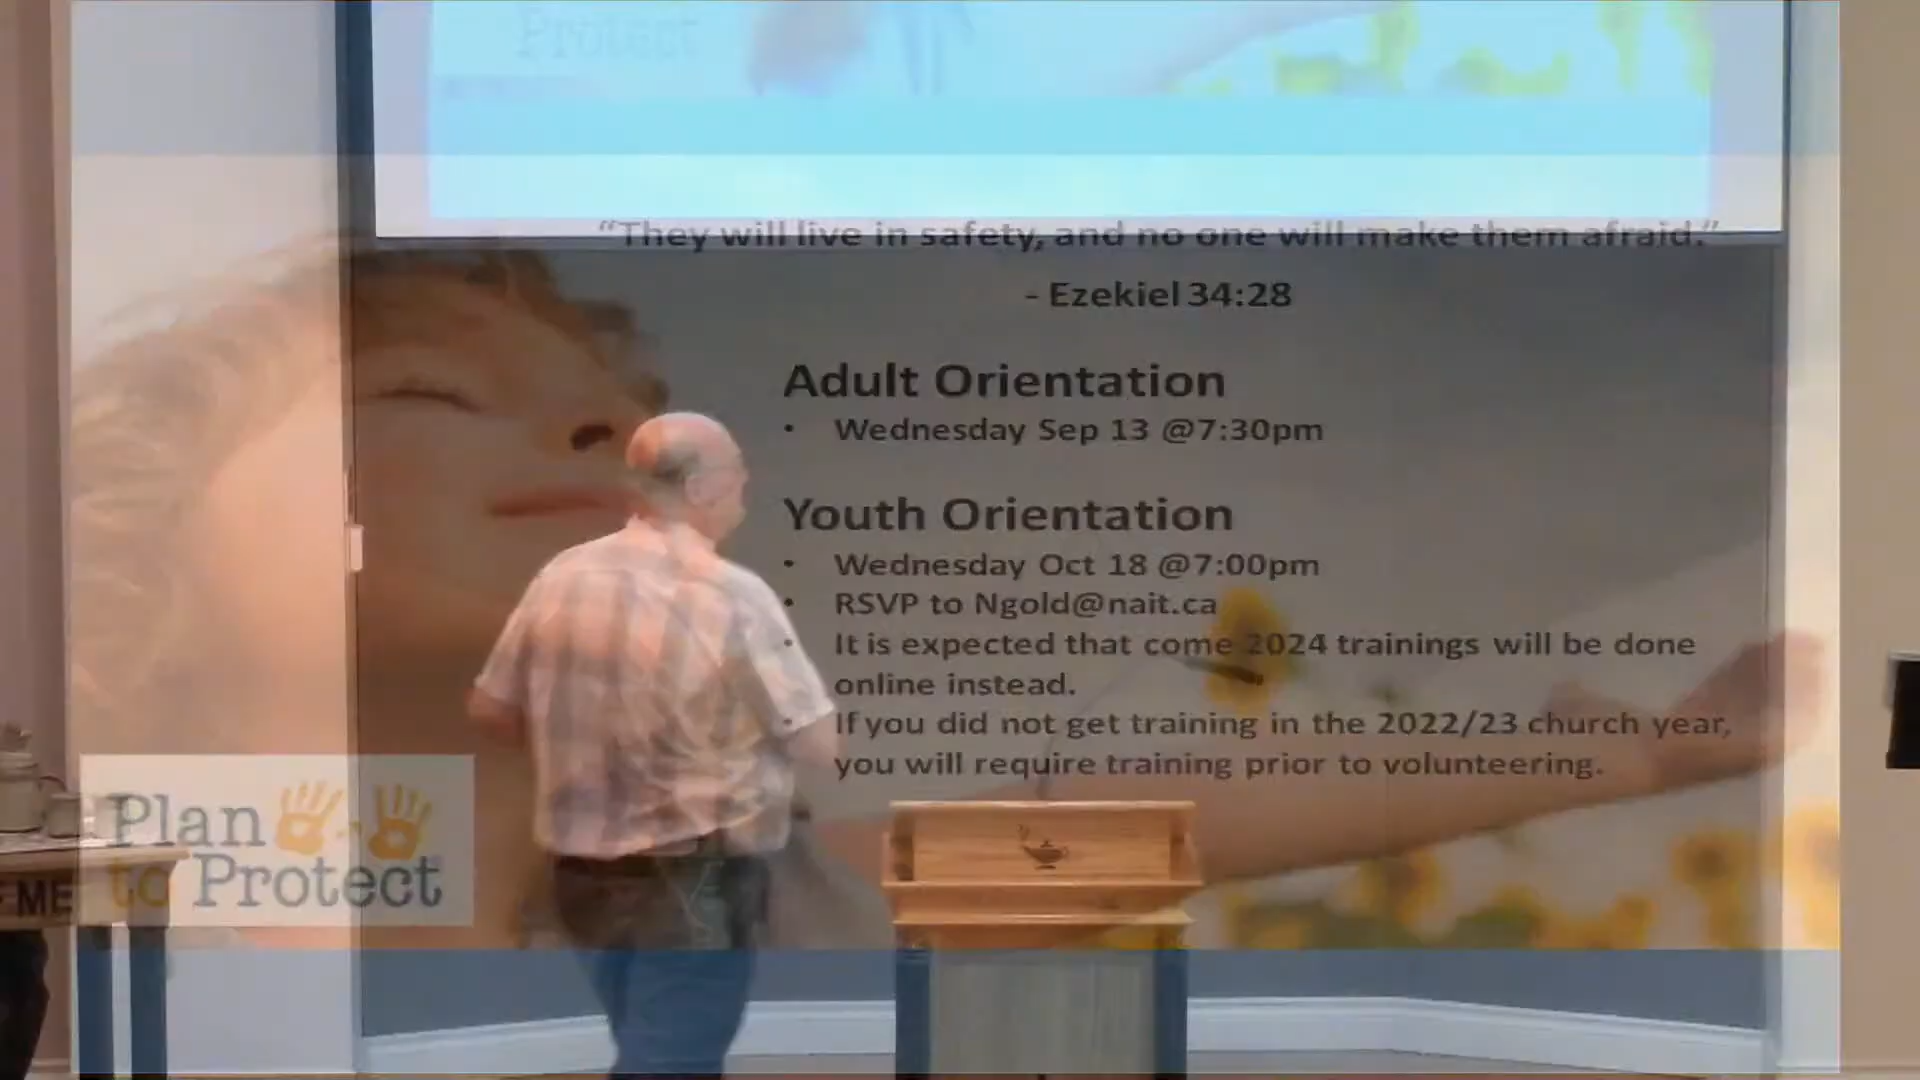 Protect
“They will live in safety, and no one will make them afraid.”
- Ezekiel 34:28
Adult Orientation
• Wednesday Sep 13 @7:30pm
Youth Orientation
• Wednesday Oct 18 @7:00pm
• RSVP to Ngold@nait.ca
• It is expected that come 2024 trainings will be done
online instead.
• If you did not get training in the 2022/23 church year,
you will require training prior to volunteering.
Plan
to Protect
ME